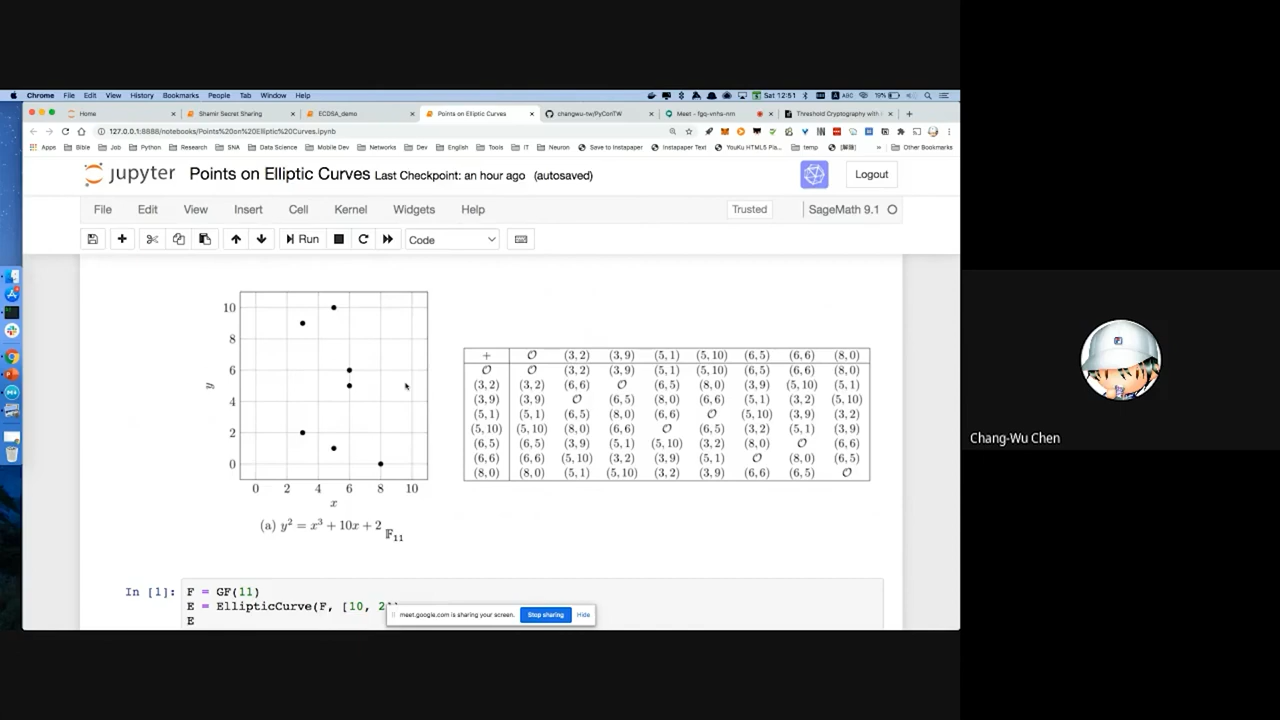 Chrome File Edit View History Bookmarks People Tab Window Help Sat 12:51 ABC 19%
Home Shamir Secret Sharing ECDSA_demo Points on Elliptic Curves changwu-tw/PyConTW Meet - fgq-vnhs-nrn Threshold Cryptography with
127.0.0.1:8888/notebooks/Points%20on%20Elliptic%20Curves.ipynb
Apps Bible Job Python Research SNA Data Science Mobile Dev Networks Dev English Tools IT Neuron Save to Instapaper Instapaper Text YouKu HTML5 Pla... temp Other Bookmarks
jupyter Points on Elliptic Curves Last Checkpoint: an hour ago (autosaved) Logout
File Edit View Insert Cell Kernel Widgets Help Trusted SageMath 9.1
Run Code
10
8
6
4
2
0
y
0 2 4 6 8 10
x
(a) y² = x³ + 10x + 2 𝔽₁₁
+ 𝒪 (3, 2) (3, 9) (5, 1) (5, 10) (6, 5) (6, 6) (8, 0)
𝒪 𝒪 (3, 2) (3, 9) (5, 1) (5, 10) (6, 5) (6, 6) (8, 0)
(3, 2) (3, 2) (6, 6) 𝒪 (6, 5) (8, 0) (3, 9) (5, 10) (5, 1)
(3, 9) (3, 9) 𝒪 (6, 5) (8, 0) (6, 6) (5, 1) (3, 2) (5, 10)
(5, 1) (5, 1) (6, 5) (8, 0) (6, 6) 𝒪 (5, 10) (3, 9) (3, 2)
(5, 10) (5, 10) (8, 0) (6, 6) 𝒪 (6, 5) (3, 2) (5, 1) (3, 9)
(6, 5) (6, 5) (3, 9) (5, 1) (5, 10) (3, 2) (8, 0) 𝒪 (6, 6)
(6, 6) (6, 6) (5, 10) (3, 2) (3, 9) (5, 1) 𝒪 (8, 0) (6, 5)
(8, 0) (8, 0) (5, 1) (5, 10) (3, 2) (3, 9) (6, 6) (6, 5) 𝒪
In [1]: F = GF(11)
E = EllipticCurve(F, [10, 2
E
meet.google.com is sharing your screen. Stop sharing Hide
Chang-Wu Chen